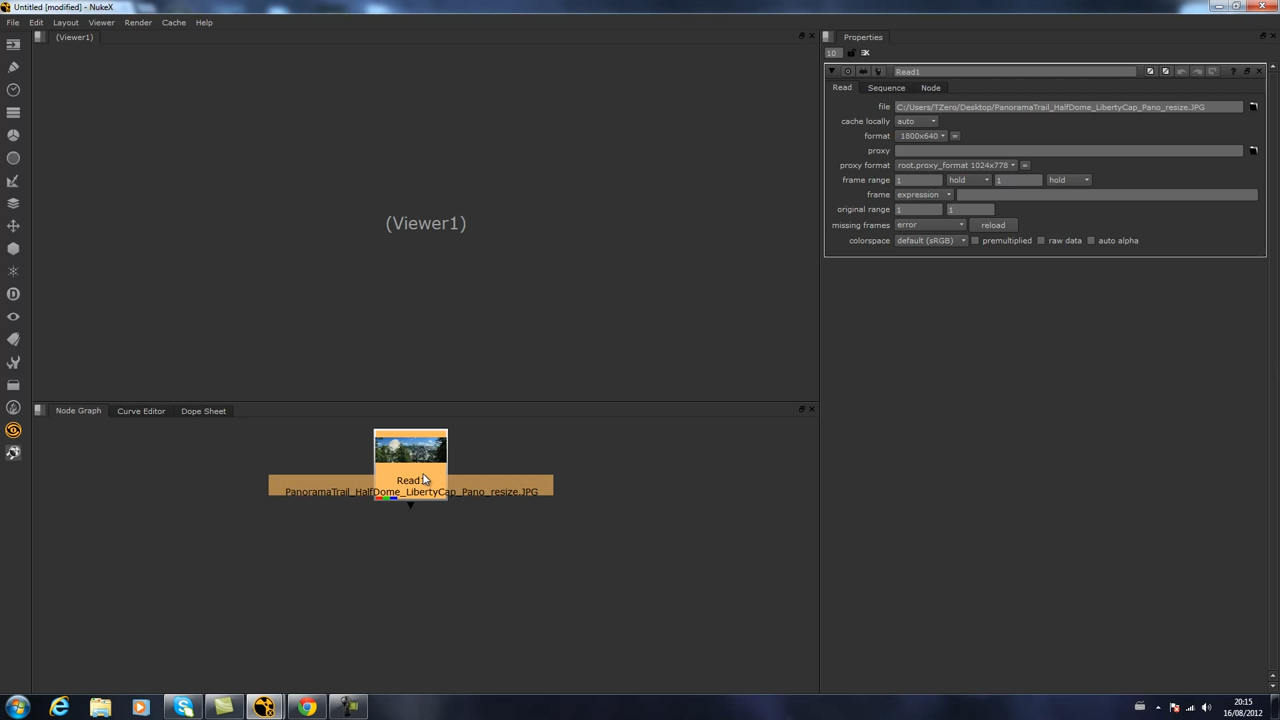 Untitled [modified] - NukeX
File Edit Layout Viewer Render Cache Help
(Viewer1)
(Viewer1)
Node Graph Curve Editor Dope Sheet
Read1
PanoramaTrail_HalfDome_LibertyCap_Pano_resize.JPG
Properties
10
Read1
?
Read Sequence Node
file C:/Users/TZero/Desktop/PanoramaTrail_HalfDome_LibertyCap_Pano_resize.JPG
cache locally auto
format 1800x640 =
proxy
proxy format root.proxy_format 1024x778 =
frame range 1 hold 1 hold
frame expression
original range 1 1
missing frames error reload
colorspace default (sRGB) premultiplied raw data auto alpha
20:15
16/08/2012